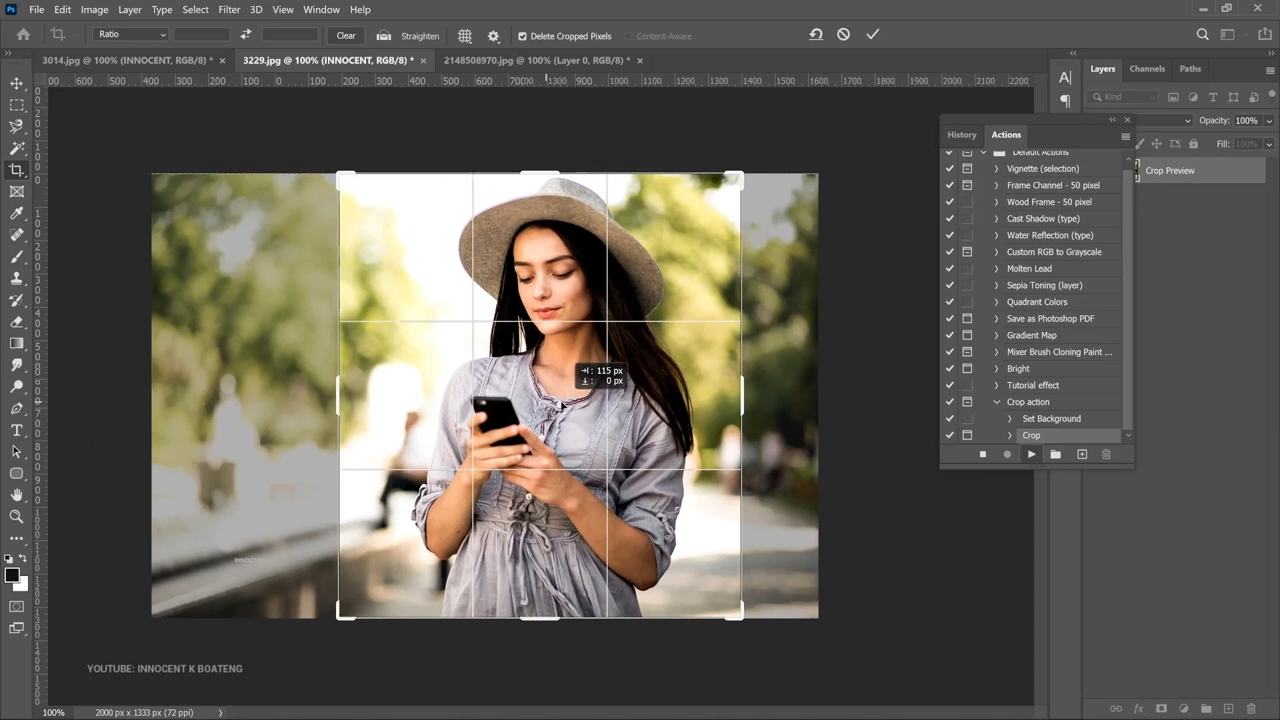 Ps File Edit Image Layer Type Select Filter 3D View Window Help
Ratio Clear Straighten Delete Cropped Pixels Content-Aware
3014.jpg @ 100% (INNOCENT, RGB/8) * × 3229.jpg @ 100% (INNOCENT, RGB/8) * × 2148508970.jpg @ 100% (Layer 0, RGB/8) * ×
Layers Channels Paths
Kind
Opacity: 100%
Fill: 100%
Crop Preview
History Actions
Default Actions
Vignette (selection)
Frame Channel - 50 pixel
Wood Frame - 50 pixel
Cast Shadow (type)
Water Reflection (type)
Custom RGB to Grayscale
Molten Lead
Sepia Toning (layer)
Quadrant Colors
Save as Photoshop PDF
Gradient Map
Mixer Brush Cloning Paint ...
Bright
Tutorial effect
Crop action
Set Background
Crop
: 115 px
: 0 px
INNOCENT
YOUTUBE: INNOCENT K BOATENG
100% 2000 px x 1333 px (72 ppi)